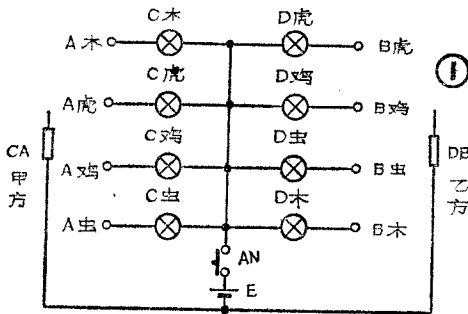 C木 D虎
A木 B虎
①
C虎 D鸡
A虎 B鸡
CA 甲方
DB 乙方
C鸡 D虫
A鸡 B虫
C虫 D木
A虫 B木
AN
E